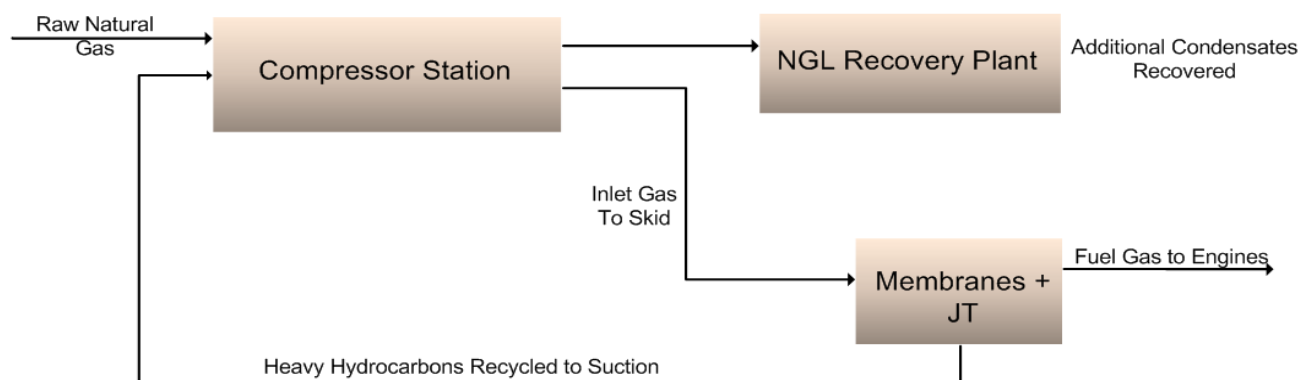 Raw Natural
Gas
Compressor Station
NGL Recovery Plant
Additional Condensates
Recovered
Inlet Gas
To Skid
Membranes +
JT
Fuel Gas to Engines
Heavy Hydrocarbons Recycled to Suction